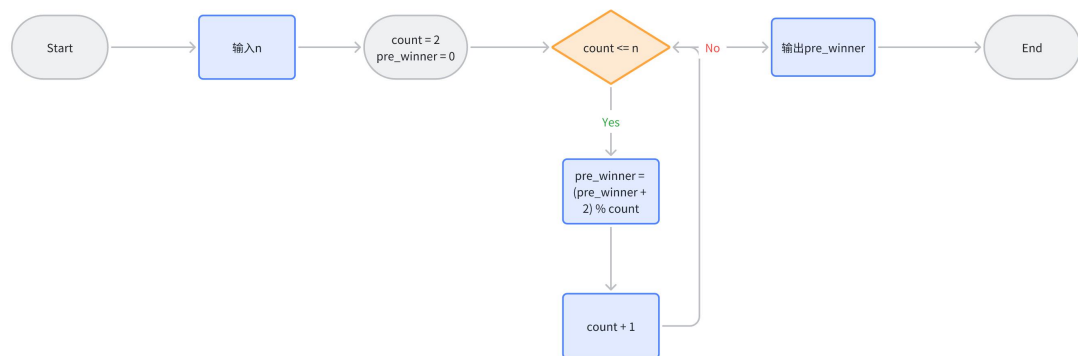 Start
输入n
count = 2
pre_winner = 0
count <= n
No
输出pre_winner
End
Yes
pre_winner =
(pre_winner +
2) % count
count + 1